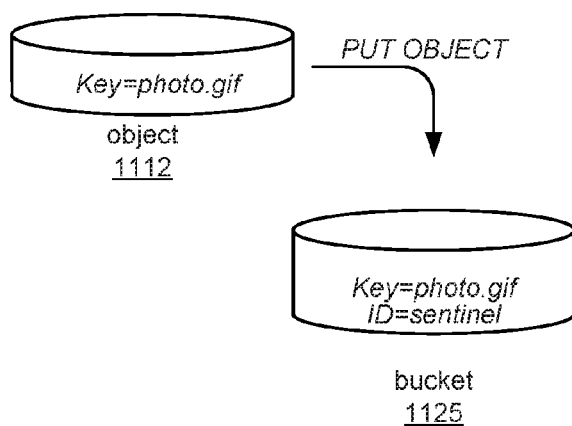 PUT OBJECT
Key=photo.gif
object
1112
Key=photo.gif
ID=sentinel
bucket
1125